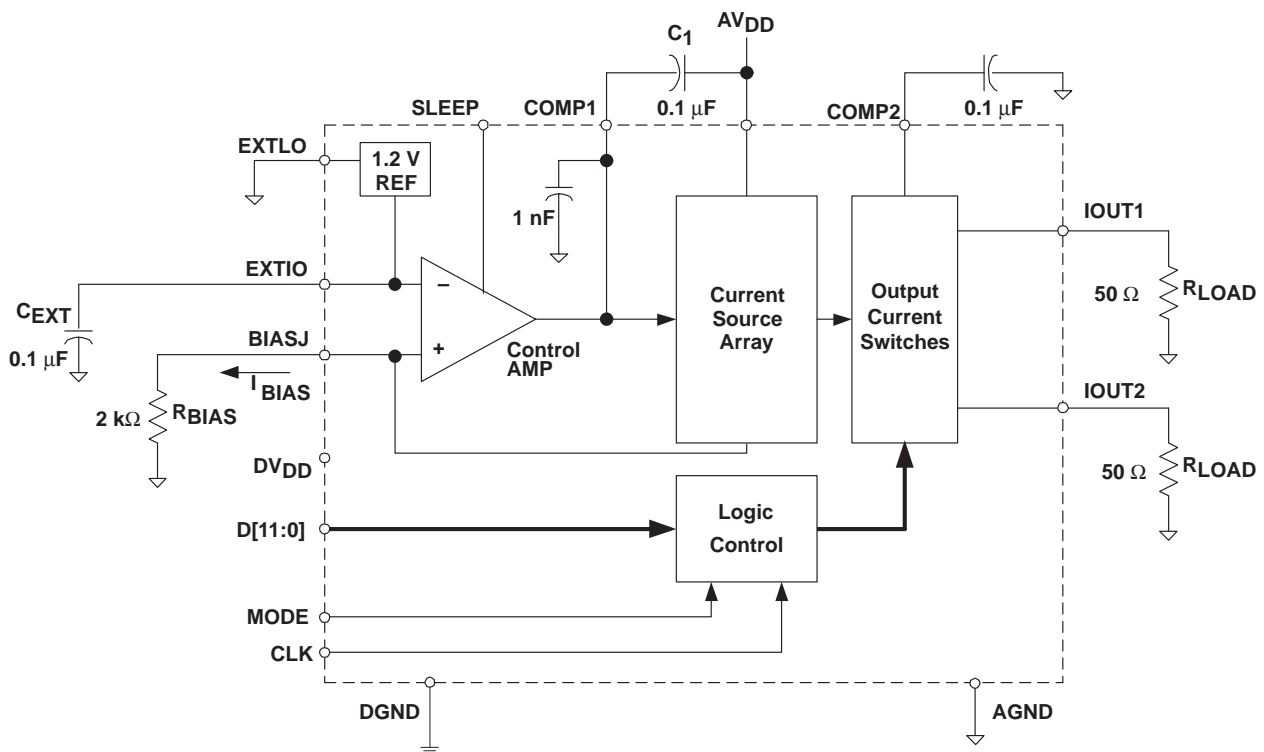 AVDD
C1
0.1 μF
0.1 μF
SLEEP
COMP1
COMP2
EXTLO
1.2 V
REF
1 nF
IOUT1
EXTIO
−
+
Control
AMP
Current
Source
Array
Output
Current
Switches
50 Ω
RLOAD
CEXT
0.1 μF
BIASJ
IBIAS
2 kΩ
RBIAS
IOUT2
DVDD
50 Ω
RLOAD
D[11:0]
Logic
Control
MODE
CLK
DGND
AGND